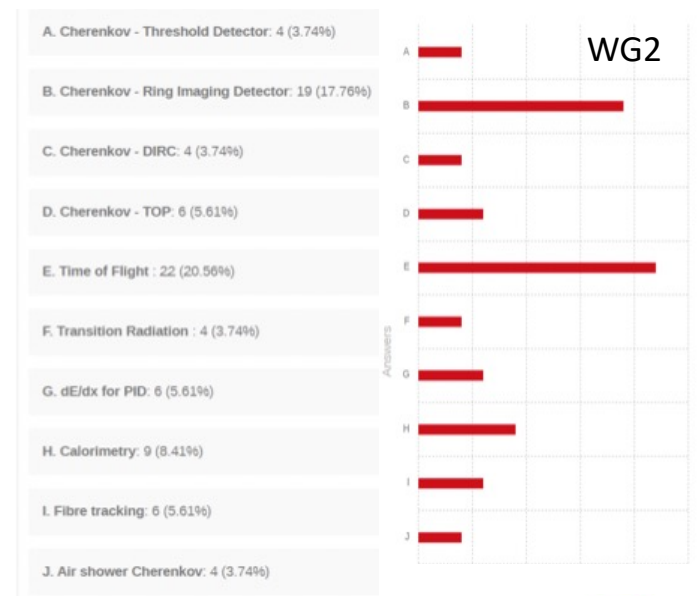 A. Cherenkov - Threshold Detector: 4 (3.74%)
B. Cherenkov - Ring Imaging Detector: 19 (17.76%)
C. Cherenkov - DIRC: 4 (3.74%)
D. Cherenkov - TOP: 6 (5.61%)
E. Time of Flight : 22 (20.56%)
F. Transition Radiation : 4 (3.74%)
G. dE/dx for PID: 6 (5.61%)
H. Calorimetry: 9 (8.41%)
I. Fibre tracking: 6 (5.61%)
J. Air shower Cherenkov: 4 (3.74%)
WG2
Answers
A
B
C
D
E
F
G
H
I
J